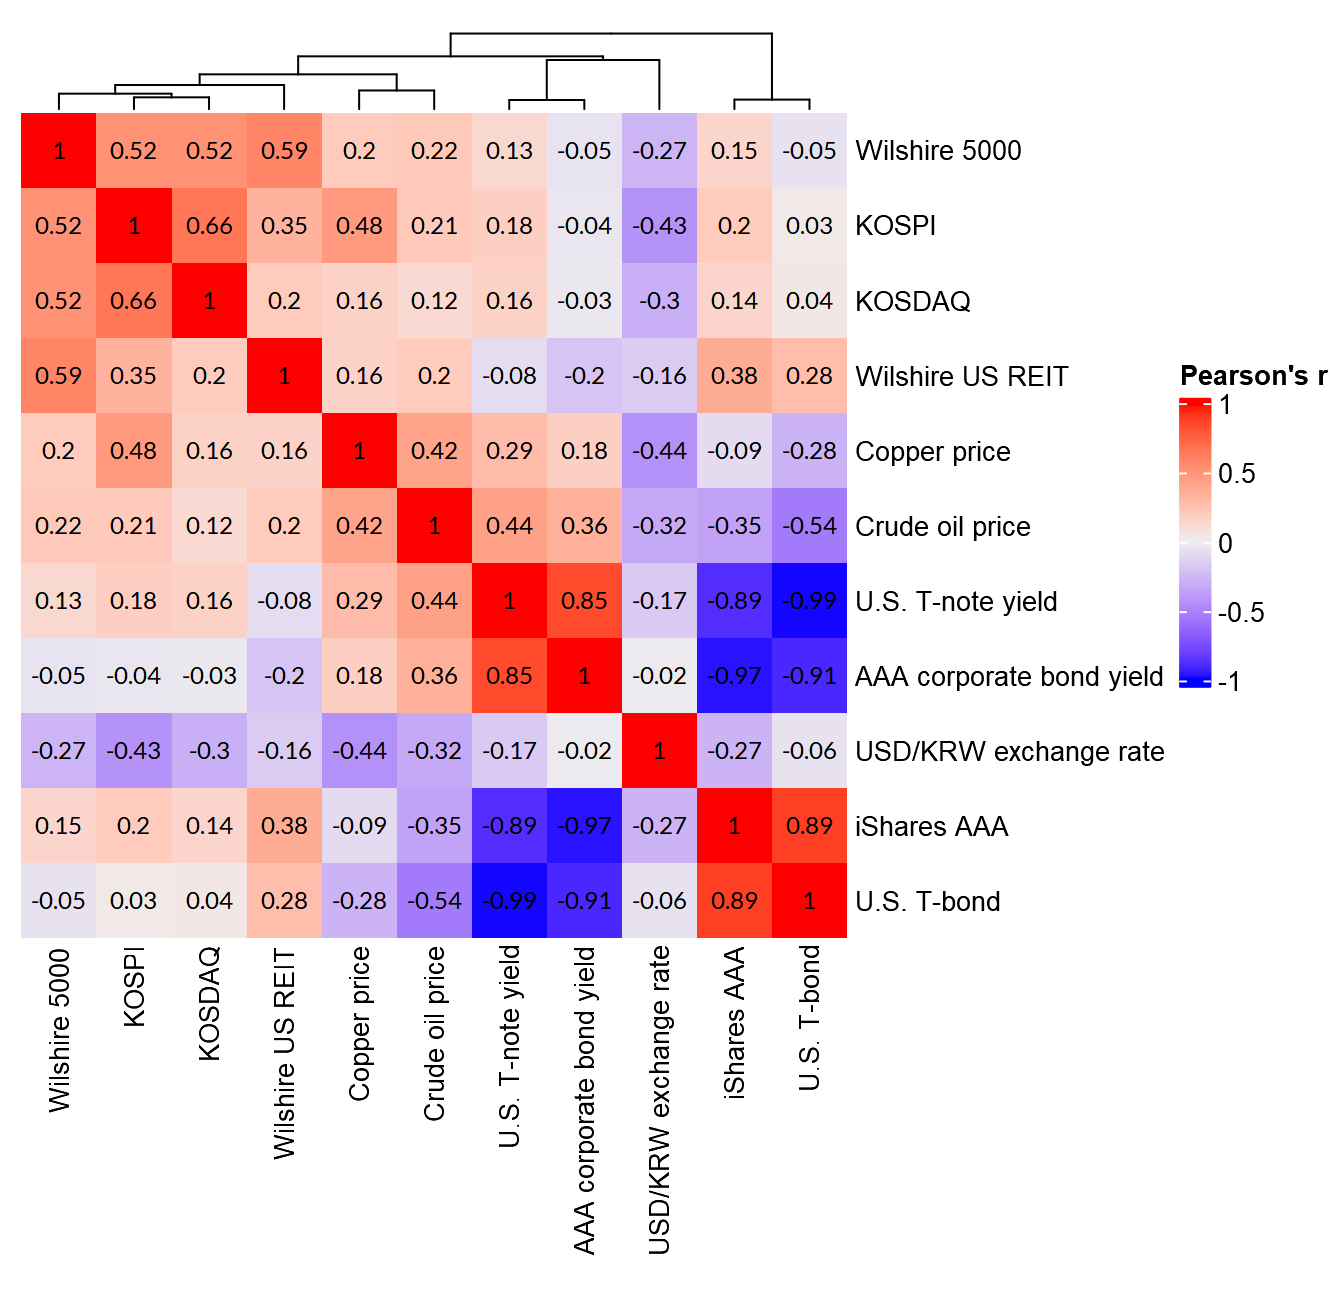 1 0.52 0.52 0.59 0.2 0.22 0.13 -0.05 -0.27 0.15 -0.05 Wilshire 5000
0.52 1 0.66 0.35 0.48 0.21 0.18 -0.04 -0.43 0.2 0.03 KOSPI
0.52 0.66 1 0.2 0.16 0.12 0.16 -0.03 -0.3 0.14 0.04 KOSDAQ
0.59 0.35 0.2 1 0.16 0.2 -0.08 -0.2 -0.16 0.38 0.28 Wilshire US REIT
0.2 0.48 0.16 0.16 1 0.42 0.29 0.18 -0.44 -0.09 -0.28 Copper price
0.22 0.21 0.12 0.2 0.42 1 0.44 0.36 -0.32 -0.35 -0.54 Crude oil price
0.13 0.18 0.16 -0.08 0.29 0.44 1 0.85 -0.17 -0.89 -0.99 U.S. T-note yield
-0.05 -0.04 -0.03 -0.2 0.18 0.36 0.85 1 -0.02 -0.97 -0.91 AAA corporate bond yield
-0.27 -0.43 -0.3 -0.16 -0.44 -0.32 -0.17 -0.02 1 -0.27 -0.06 USD/KRW exchange rate
0.15 0.2 0.14 0.38 -0.09 -0.35 -0.89 -0.97 -0.27 1 0.89 iShares AAA
-0.05 0.03 0.04 0.28 -0.28 -0.54 -0.99 -0.91 -0.06 0.89 1 U.S. T-bond
Wilshire 5000
KOSPI
KOSDAQ
Wilshire US REIT
Copper price
Crude oil price
U.S. T-note yield
AAA corporate bond yield
USD/KRW exchange rate
iShares AAA
U.S. T-bond
Pearson's r
1
0.5
0
-0.5
-1